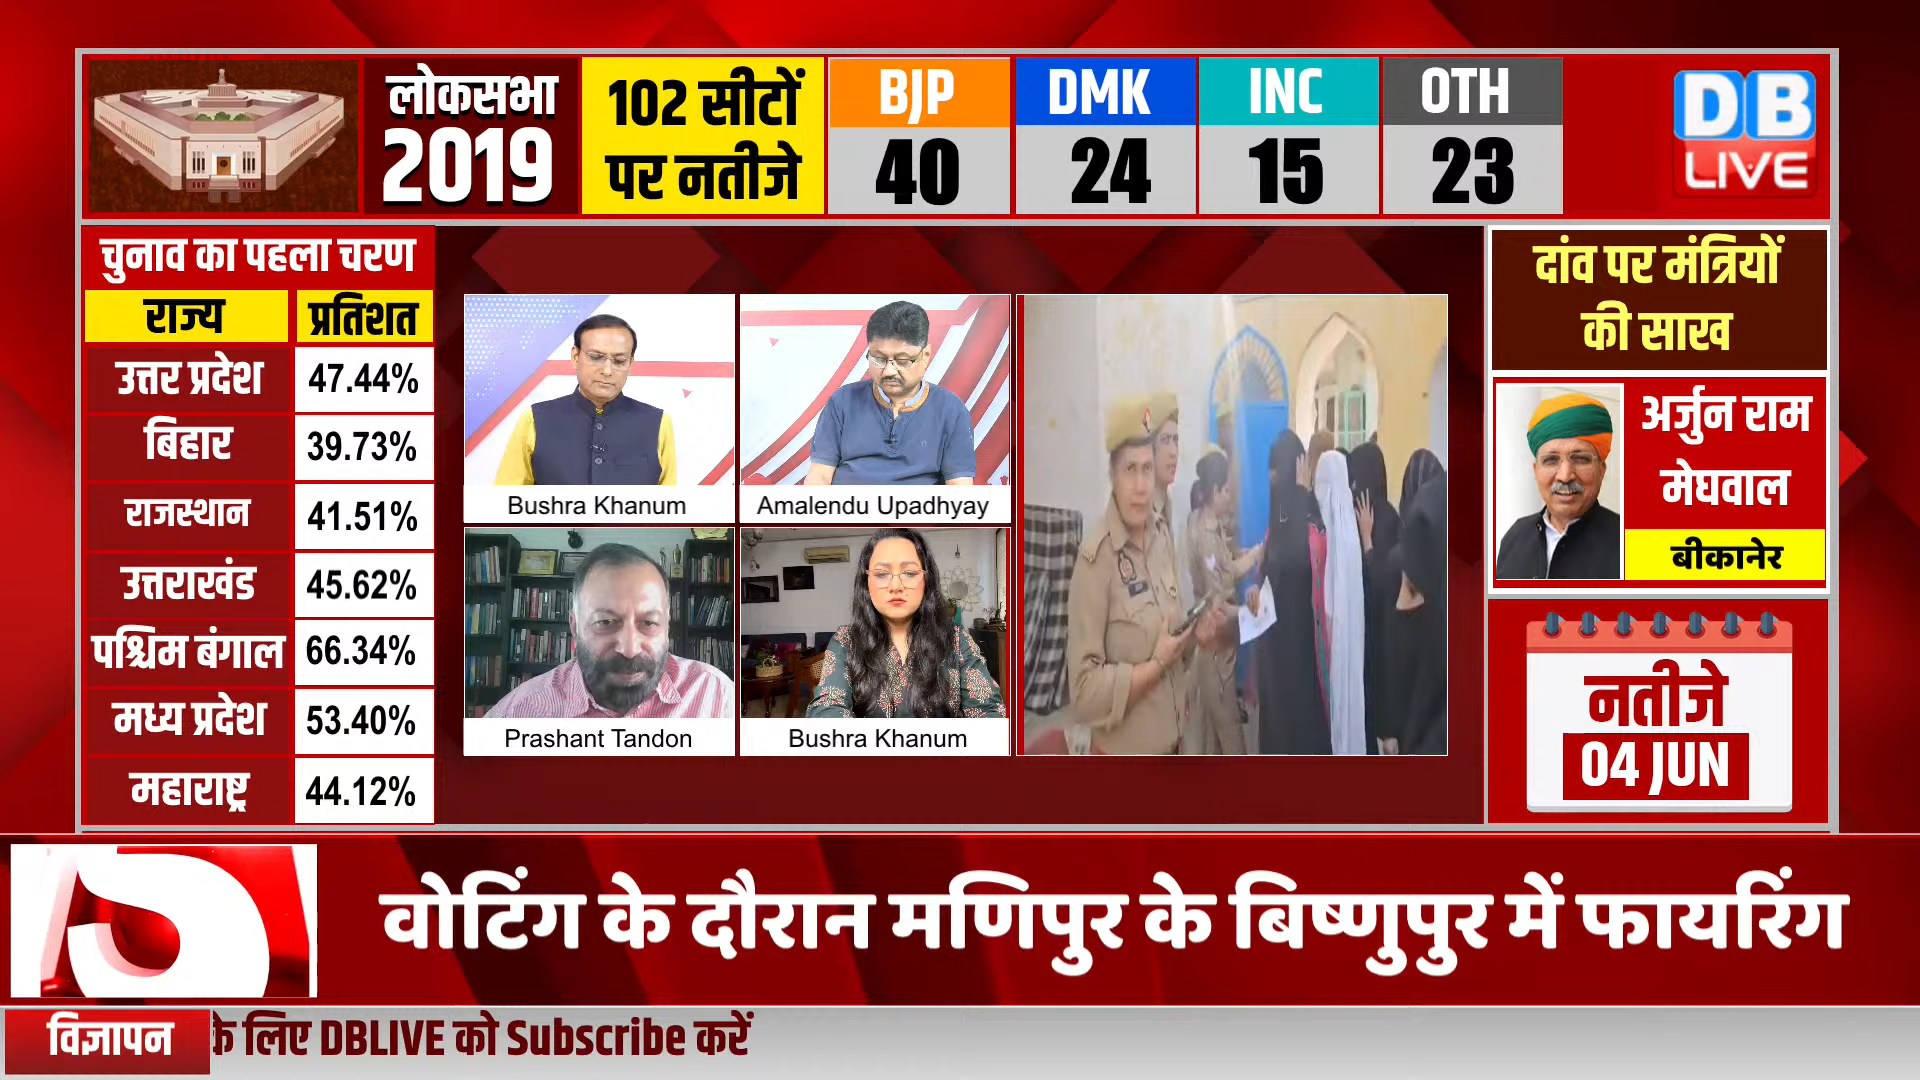 लोकसभा
2019
102 सीटों
पर नतीजे
BJP
40
DMK
24
INC
15
OTH
23
DB
LIVE
चुनाव का पहला चरण
राज्य प्रतिशत
उत्तर प्रदेश 47.44%
बिहार 39.73%
राजस्थान 41.51%
उत्तराखंड 45.62%
पश्चिम बंगाल 66.34%
मध्य प्रदेश 53.40%
महाराष्ट्र 44.12%
Bushra Khanum
Amalendu Upadhyay
Prashant Tandon
Bushra Khanum
दांव पर मंत्रियों
की साख
अर्जुन राम
मेघवाल
बीकानेर
नतीजे
04 JUN
वोटिंग के दौरान मणिपुर के बिष्णुपुर में फायरिंग
विज्ञापन
के लिए DBLIVE को Subscribe करें